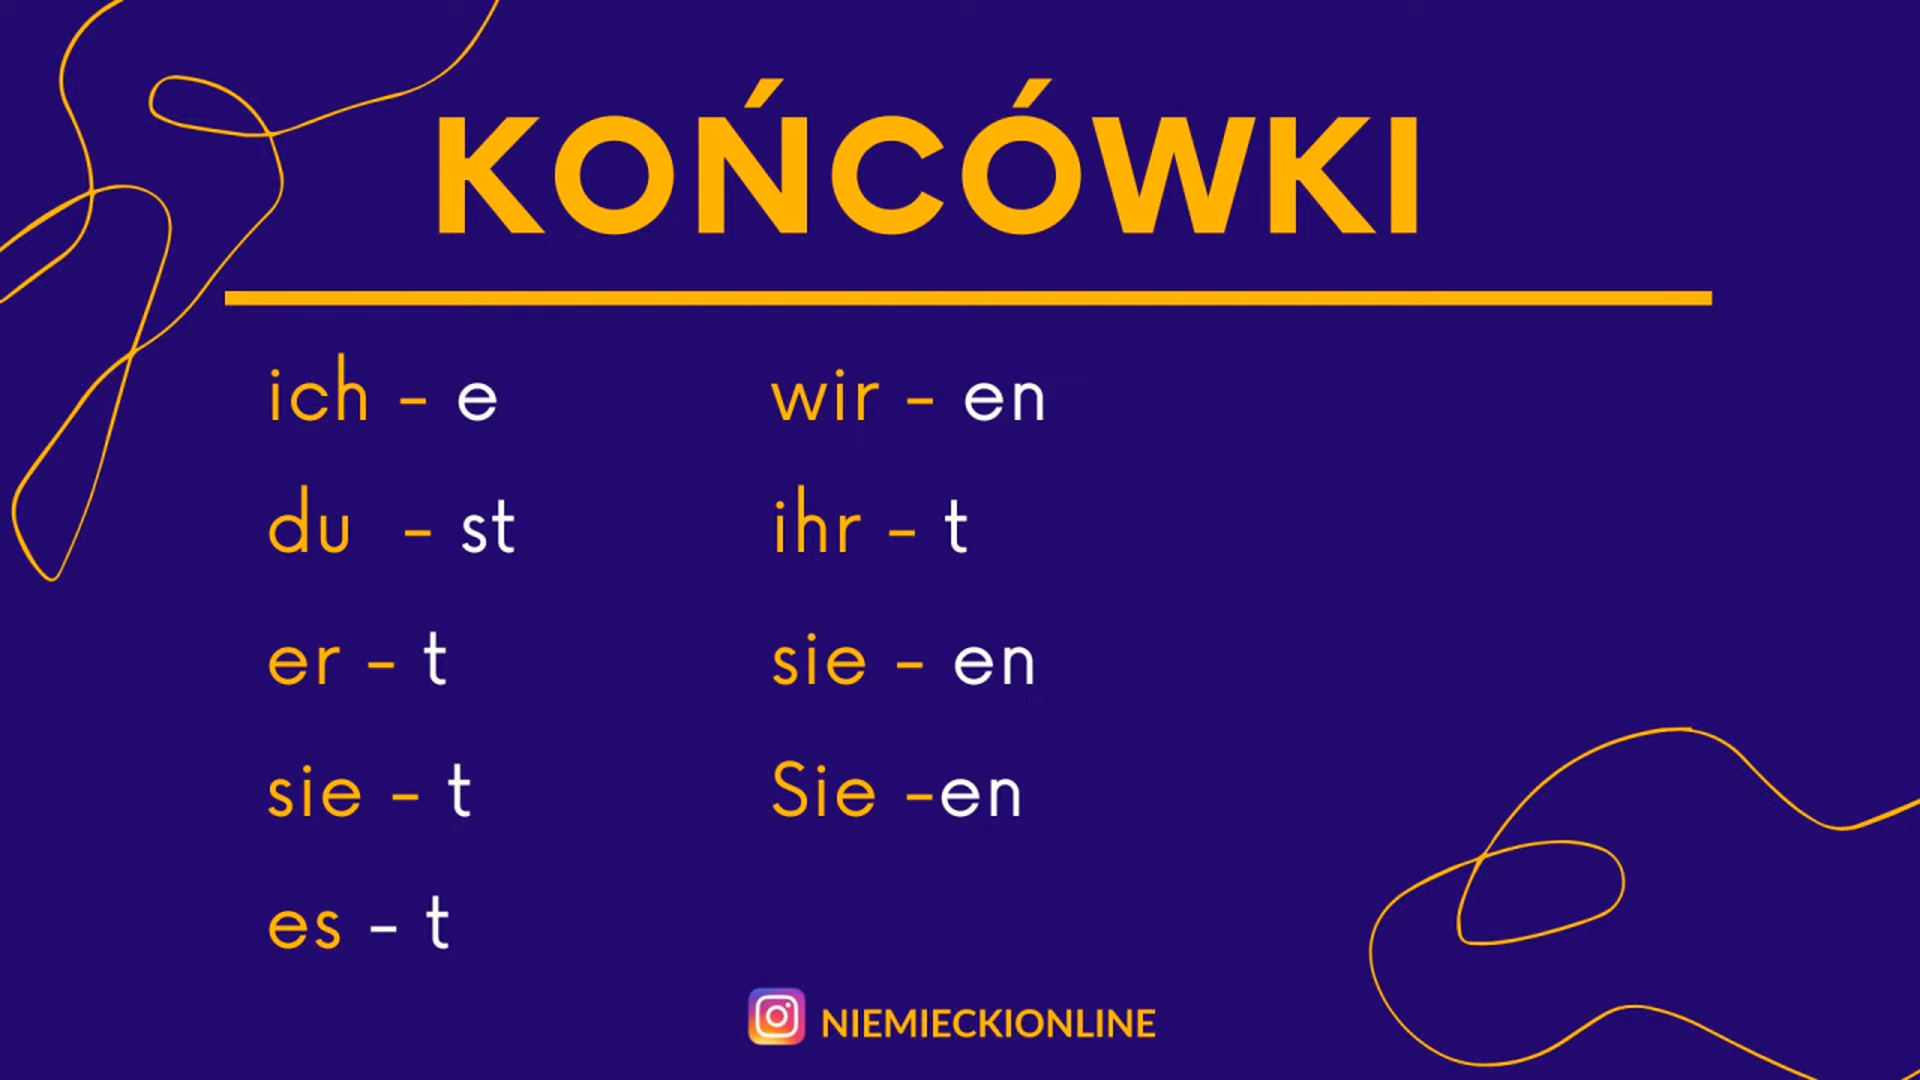 KOŃCÓWKI
ich - e
du - st
er - t
sie - t
es - t
wir - en
ihr - t
sie - en
Sie -en
NIEMIECKIONLINE